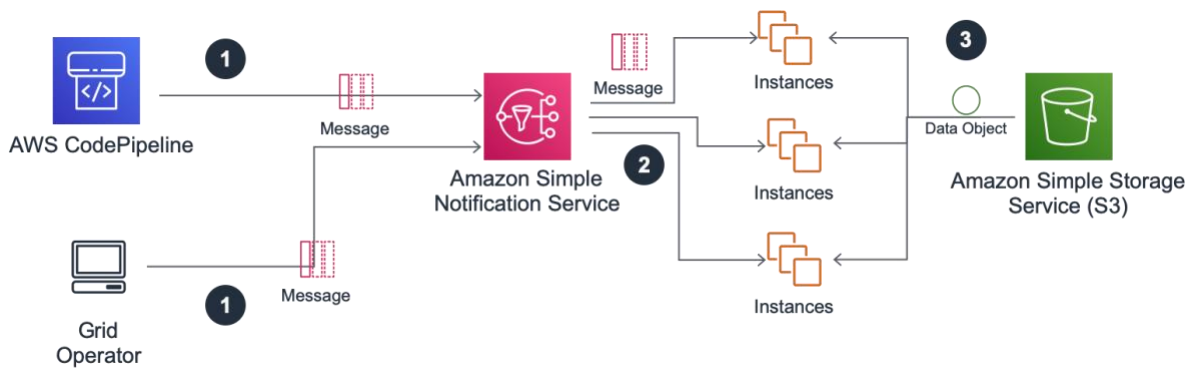 1
AWS CodePipeline
Message
Grid
Operator
1
Message
Amazon Simple
Notification Service
Message
2
Instances
Instances
Instances
3
Data Object
Amazon Simple Storage
Service (S3)